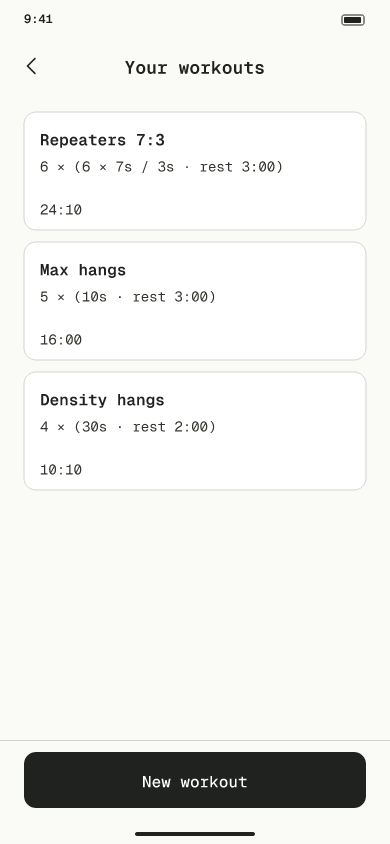 9:41
Your workouts
Repeaters 7:3
6 × (6 × 7s / 3s · rest 3:00)
24:10
Max hangs
5 × (10s · rest 3:00)
16:00
Density hangs
4 × (30s · rest 2:00)
10:10
New workout